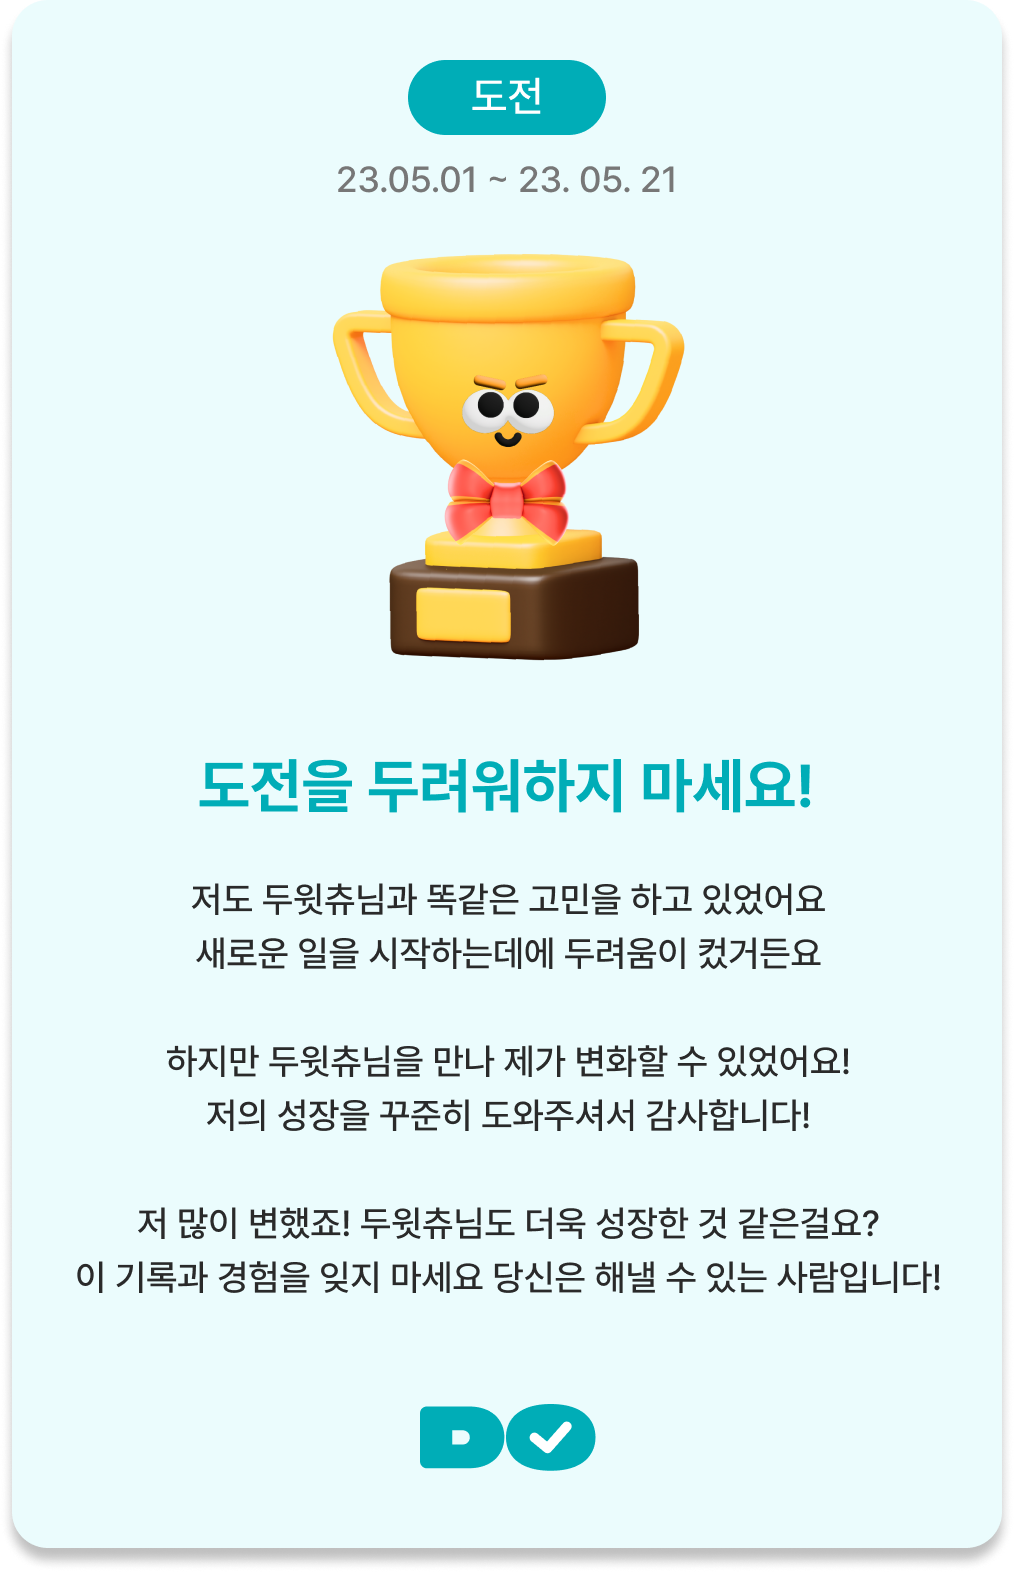 도전
23.05.01 ~ 23. 05. 21
도전을 두려워하지 마세요!
저도 두윗츄님과 똑같은 고민을 하고 있었어요
새로운 일을 시작하는데에 두려움이 컸거든요
하지만 두윗츄님을 만나 제가 변화할 수 있었어요!
저의 성장을 꾸준히 도와주셔서 감사합니다!
저 많이 변했죠! 두윗츄님도 더욱 성장한 것 같은걸요?
이 기록과 경험을 잊지 마세요 당신은 해낼 수 있는 사람입니다!
DO